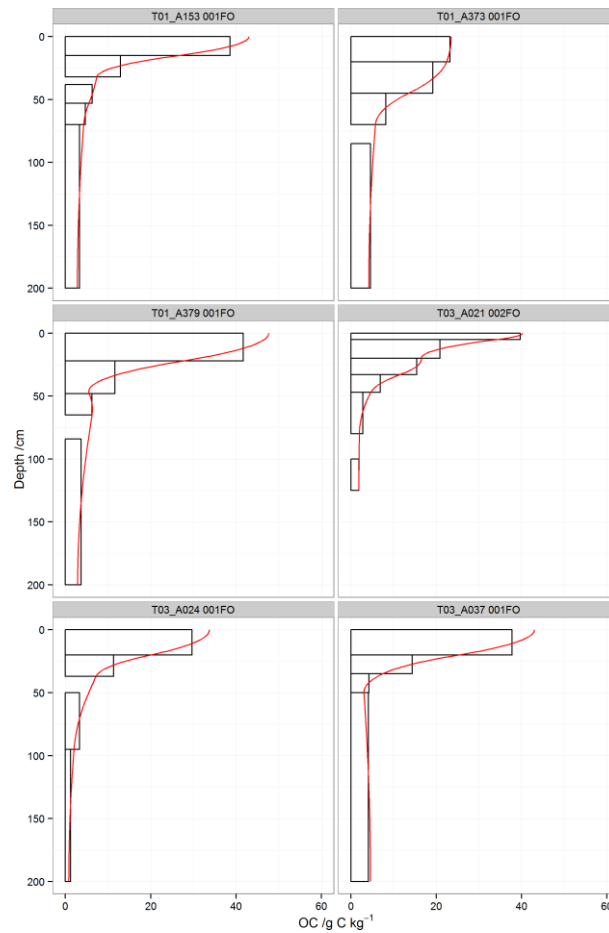 T01_A153 001FO
T01_A373 001FO
0
50
100
150
200
T01_A379 001FO
T03_A021 002FO
0
50
100
150
200
Depth /cm
T03_A024 001FO
T03_A037 001FO
0
50
100
150
200
0 20 40 60 0 20 40 60
OC /g C kg⁻¹